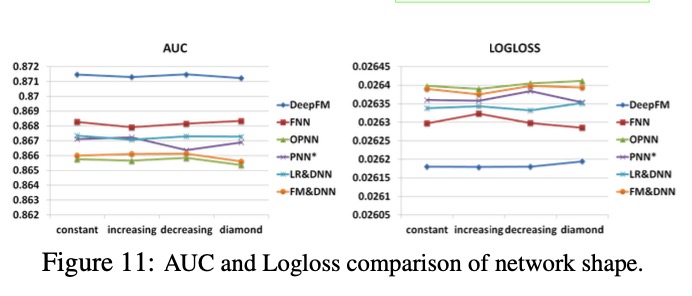 AUC
0.872
0.871
0.87
0.869
0.868
0.867
0.866
0.865
0.864
0.863
0.862
constant increasing decreasing diamond
DeepFM
FNN
OPNN
PNN*
LR&DNN
FM&DNN
LOGLOSS
0.02645
0.0264
0.02635
0.0263
0.02625
0.0262
0.02615
0.0261
0.02605
constant increasing decreasing diamond
DeepFM
FNN
OPNN
PNN*
LR&DNN
FM&DNN
Figure 11: AUC and Logloss comparison of network shape.